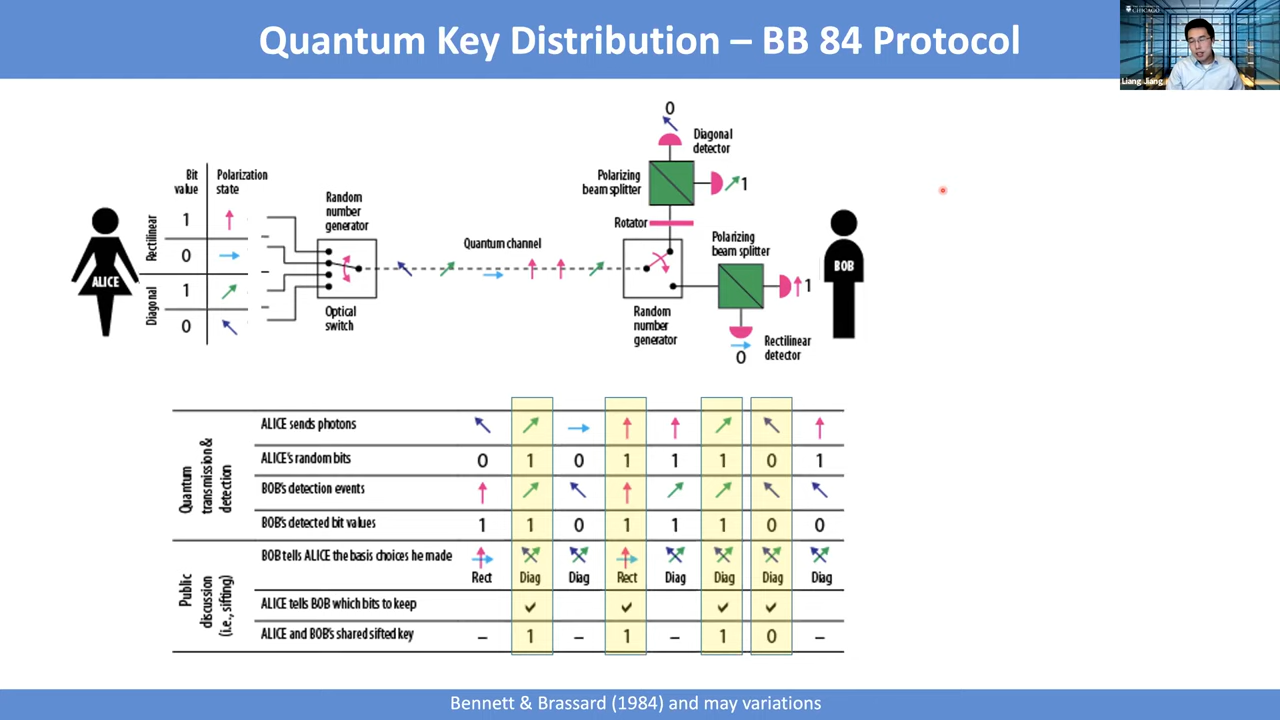 Quantum Key Distribution – BB 84 Protocol
CHICAGO
Liang Jiang
Bit value
Polarization state
Rectilinear
1
0
Diagonal
1
0
ALICE
Random number generator
Optical switch
Quantum channel
0
Diagonal detector
Polarizing beam splitter
1
Rotator
Random number generator
Polarizing beam splitter
1
0
Rectilinear detector
BOB
Quantum transmission & detection
ALICE sends photons
ALICE's random bits 0 1 0 1 1 1 0 1
BOB's detection events
BOB's detected bit values 1 1 0 1 1 1 0 0
Public discussion (i.e., sifting)
BOB tells ALICE the basis choices he made
Rect Diag Diag Rect Diag Diag Diag Diag
ALICE tells BOB which bits to keep ✓ ✓ ✓ ✓
ALICE and BOB's shared sifted key – 1 – 1 – 1 0 –
Bennett & Brassard (1984) and may variations